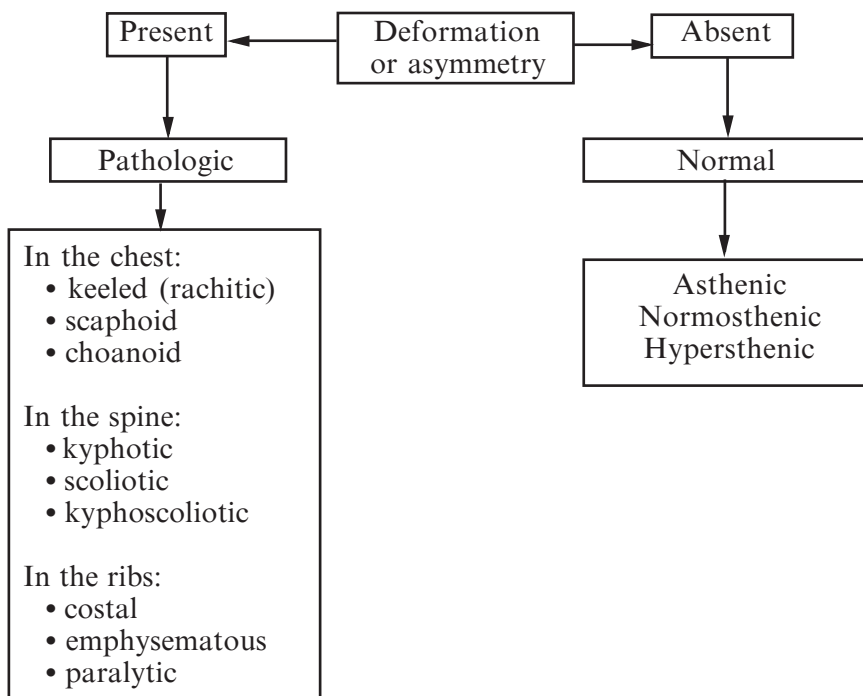 Present
Deformation
or asymmetry
Absent
Pathologic
Normal
In the chest:
• keeled (rachitic)
• scaphoid
• choanoid
In the spine:
• kyphotic
• scoliotic
• kyphoscoliotic
In the ribs:
• costal
• emphysematous
• paralytic
Asthenic
Normosthenic
Hypersthenic